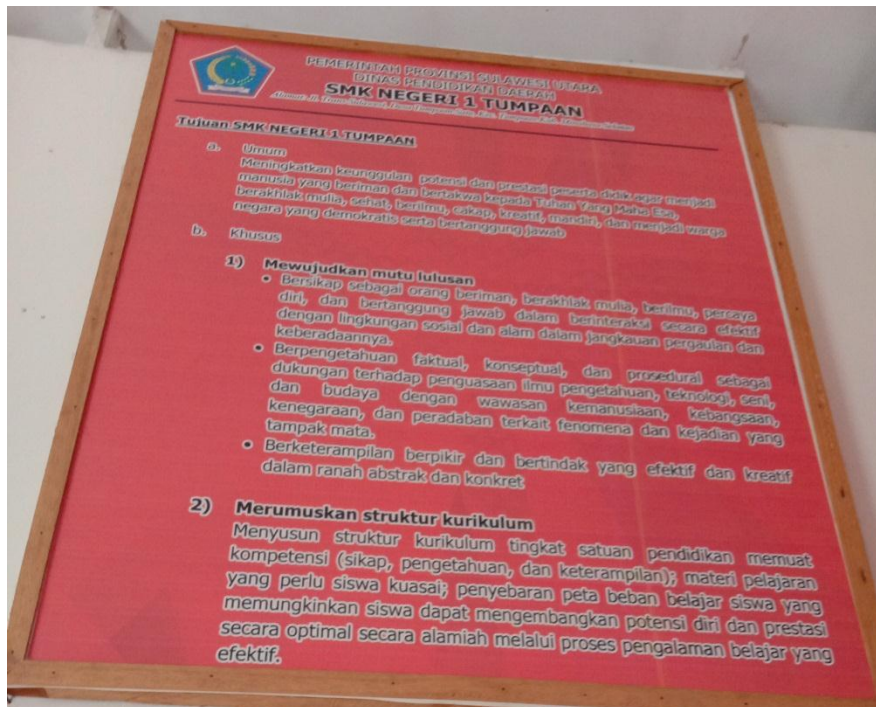 PEMERINTAH PROVINSI SULAWESI UTARA
DINAS PENDIDIKAN DAERAH
SMK NEGERI 1 TUMPAAN
Tujuan SMK NEGERI 1 TUMPAAN
a. Umum
Meningkatkan keunggulan potensi dan prestasi peserta didik agar menjadi
manusia yang beriman dan bertakwa kepada Tuhan Yang Maha Esa,
berakhlak mulia, sehat, berilmu, cakap, kreatif, mandiri, dan menjadi warga
negara yang demokratis serta bertanggung jawab
b. Khusus
1) Mewujudkan mutu lulusan
• Bersikap sebagai orang beriman, berakhlak mulia, berilmu, percaya
diri, dan bertanggung jawab dalam berinteraksi secara efektif
dengan lingkungan sosial dan alam dalam jangkauan pergaulan dan
keberadaannya.
• Berpengetahuan faktual, konseptual, dan prosedural sebagai
dukungan terhadap penguasaan ilmu pengetahuan, teknologi, seni,
dan budaya dengan wawasan kemanusiaan, kebangsaan,
kenegaraan, dan peradaban terkait fenomena dan kejadian yang
tampak mata.
• Berketerampilan berpikir dan bertindak yang efektif dan kreatif
dalam ranah abstrak dan konkret
2) Merumuskan struktur kurikulum
Menyusun struktur kurikulum tingkat satuan pendidikan memuat
kompetensi (sikap, pengetahuan, dan keterampilan); materi pelajaran
yang perlu siswa kuasai; penyebaran peta beban belajar siswa yang
memungkinkan siswa dapat mengembangkan potensi diri dan prestasi
secara optimal secara alamiah melalui proses pengalaman belajar yang
efektif.